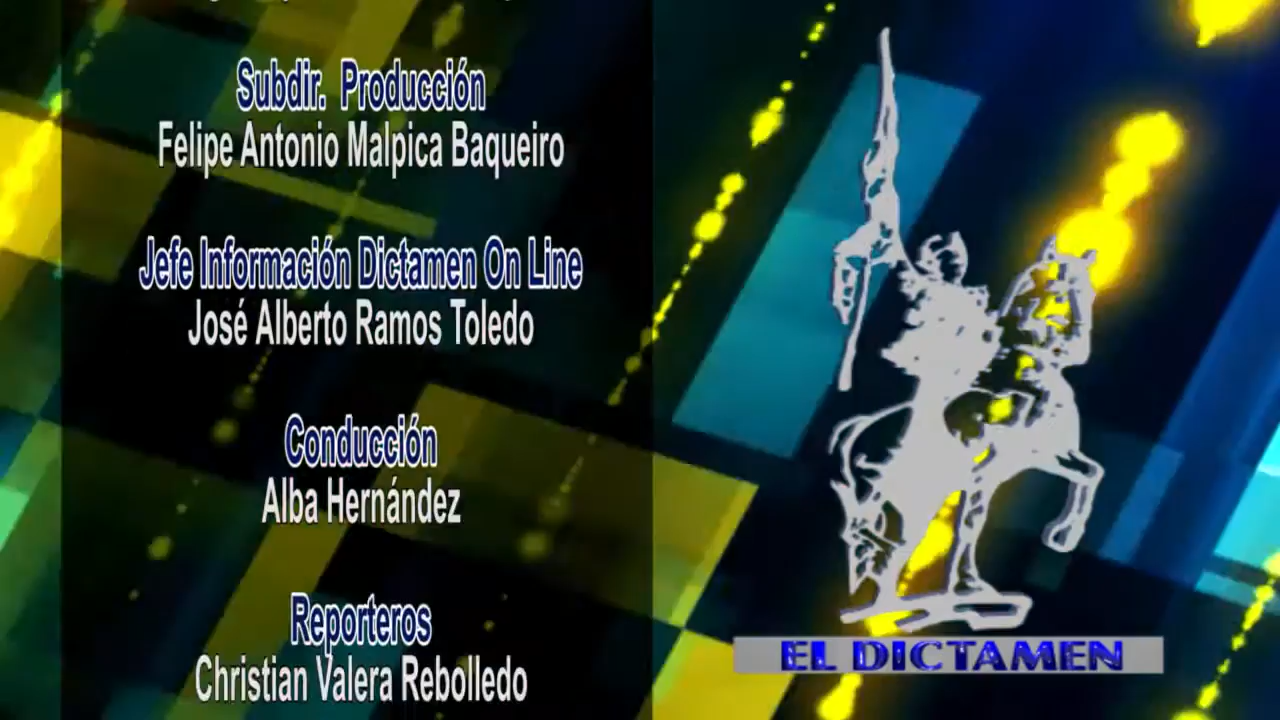 Subdir. Producción
Felipe Antonio Malpica Baqueiro
Jefe Información Dictamen On Line
José Alberto Ramos Toledo
Conducción
Alba Hernández
Reporteros
Christian Valera Rebolledo
EL DICTAMEN